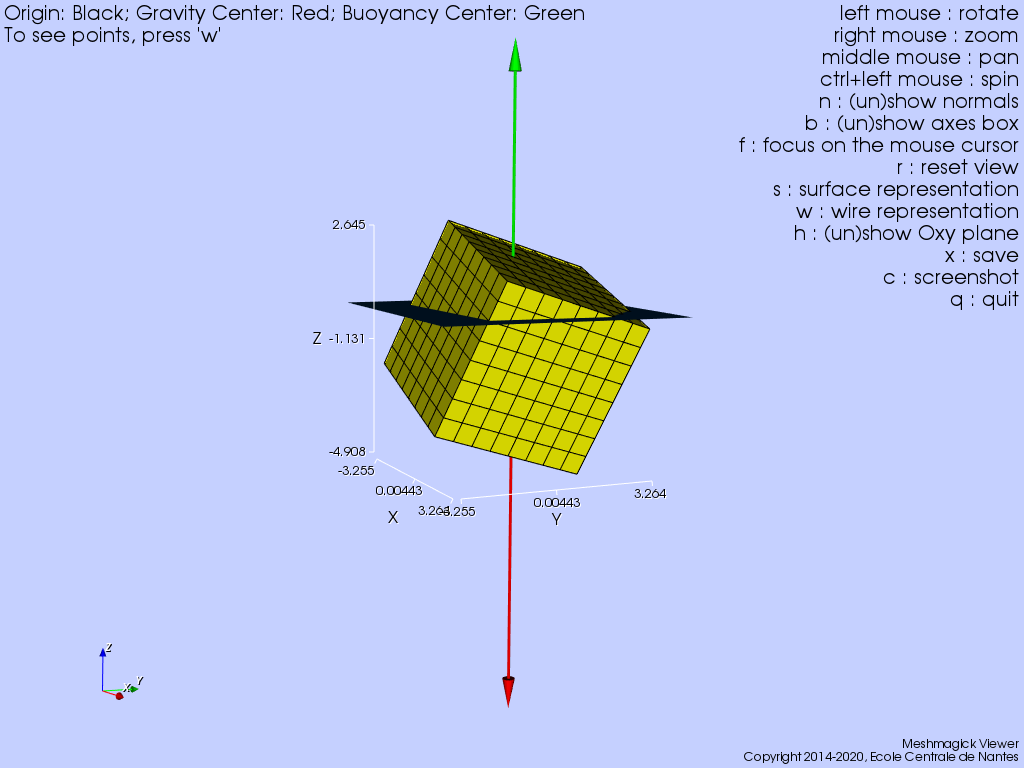 Origin: Black; Gravity Center: Red; Buoyancy Center: Green
To see points, press 'w'
left mouse : rotate
right mouse : zoom
middle mouse : pan
ctrl+left mouse : spin
n : (un)show normals
b : (un)show axes box
f : focus on the mouse cursor
r : reset view
s : surface representation
w : wire representation
h : (un)show Oxy plane
x : save
c : screenshot
q : quit
2.645
Z -1.131
-4.908
-3.255
0.00443
3.264
X
-3.255
0.00443
3.264
Y
Z
X Y
Meshmagick Viewer
Copyright 2014-2020, Ecole Centrale de Nantes